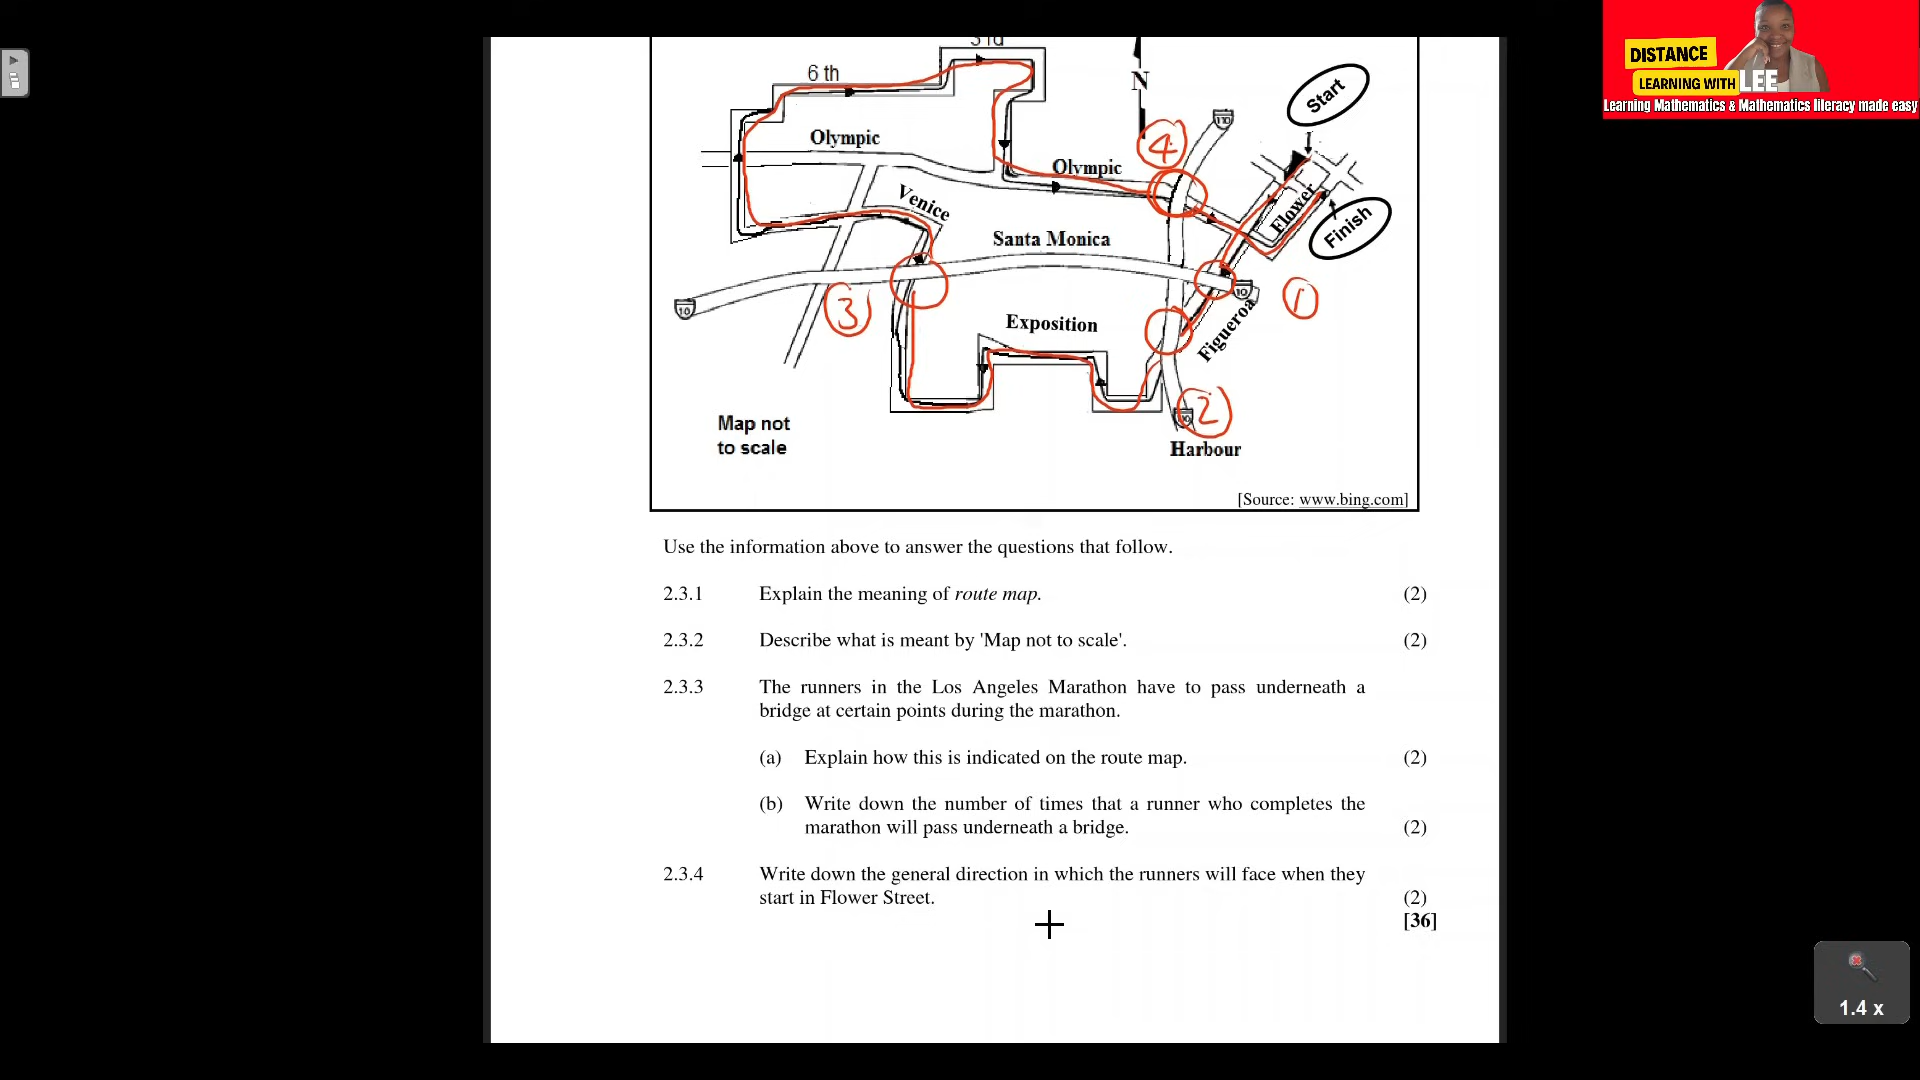 DISTANCE
LEARNING WITH LEE
Learning Mathematics & Mathematics literacy made easy
6 th
N
Start
110
4
Olympic
Olympic
Venice
Flower
Finish
Santa Monica
10
10
3
1
Exposition
Figueroa
2
Map not
to scale
Harbour
[Source: www.bing.com]
Use the information above to answer the questions that follow.
2.3.1 Explain the meaning of route map. (2)
2.3.2 Describe what is meant by 'Map not to scale'. (2)
2.3.3 The runners in the Los Angeles Marathon have to pass underneath a
bridge at certain points during the marathon.
(a) Explain how this is indicated on the route map. (2)
(b) Write down the number of times that a runner who completes the
marathon will pass underneath a bridge. (2)
2.3.4 Write down the general direction in which the runners will face when they
start in Flower Street. (2)
[36]
1.4 x